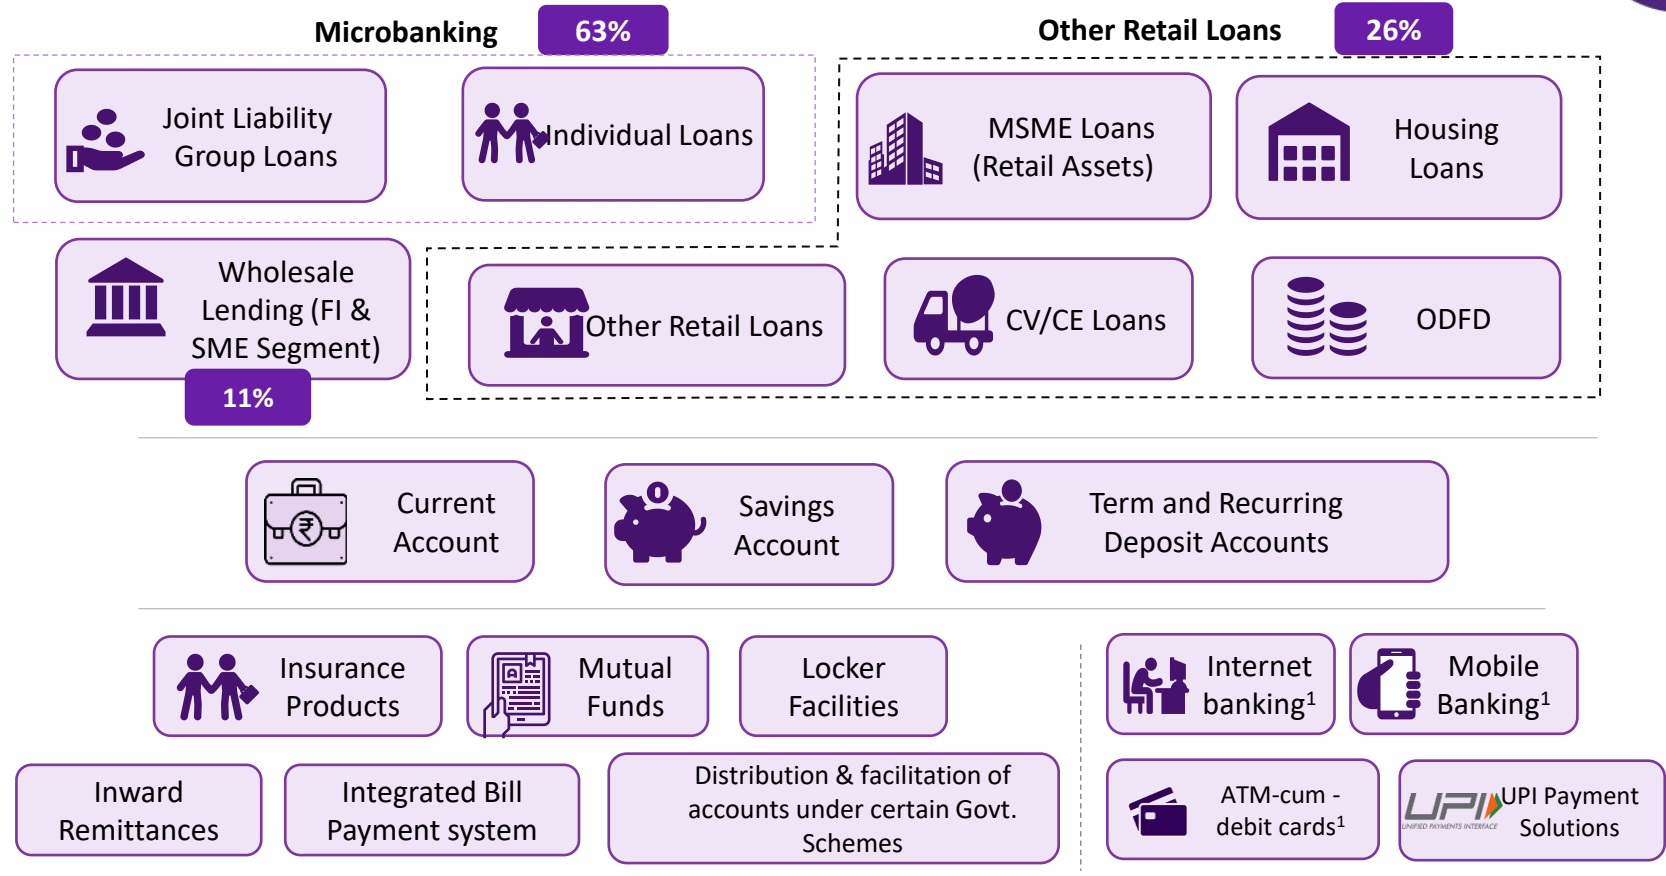 Microbanking
63%
Other Retail Loans
26%
Joint Liability
Group Loans
Individual Loans
MSME Loans
(Retail Assets)
Housing
Loans
Wholesale
Lending (FI &
SME Segment)
11%
Other Retail Loans
CV/CE Loans
ODFD
₹
Current
Account
Savings
Account
Term and Recurring
Deposit Accounts
Insurance
Products
Mutual
Funds
Locker
Facilities
Internet
banking¹
Mobile
Banking¹
Inward
Remittances
Integrated Bill
Payment system
Distribution & facilitation of
accounts under certain Govt.
Schemes
ATM-cum -
debit cards¹
UPI
UNIFIED PAYMENTS INTERFACE
UPI Payment
Solutions